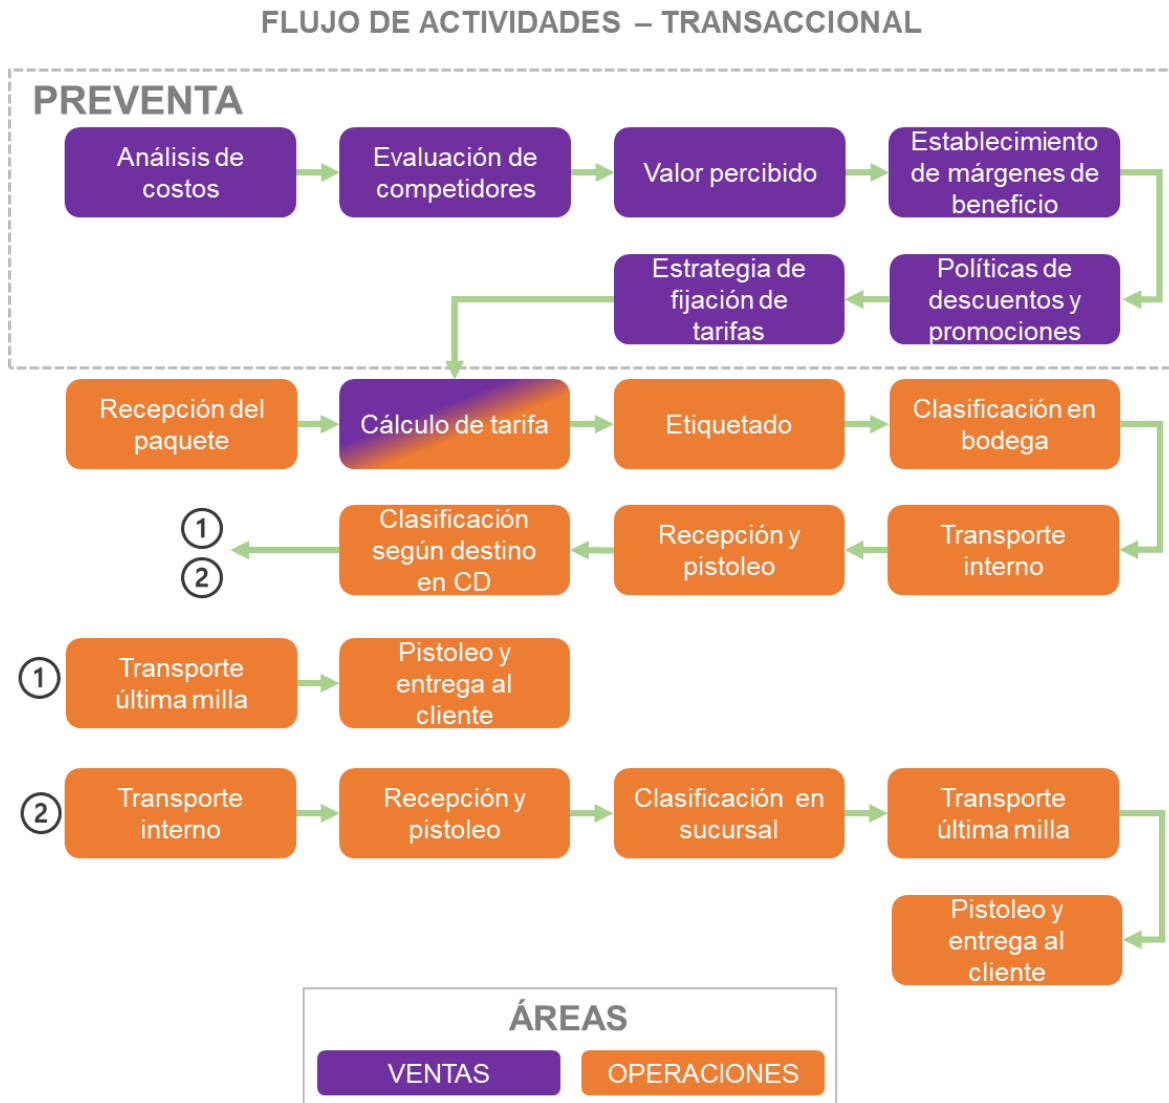 FLUJO DE ACTIVIDADES – TRANSACCIONAL
PREVENTA
Análisis de
costos
Evaluación de
competidores
Valor percibido
Establecimiento
de márgenes de
beneficio
Estrategia de
fijación de
tarifas
Políticas de
descuentos y
promociones
Recepción del
paquete
Cálculo de tarifa
Etiquetado
Clasificación en
bodega
1
2
Clasificación
según destino
en CD
Recepción y
pistoleo
Transporte
interno
1
Transporte
última milla
Pistoleo y
entrega al
cliente
2
Transporte
interno
Recepción y
pistoleo
Clasificación en
sucursal
Transporte
última milla
Pistoleo y
entrega al
cliente
ÁREAS
VENTAS
OPERACIONES